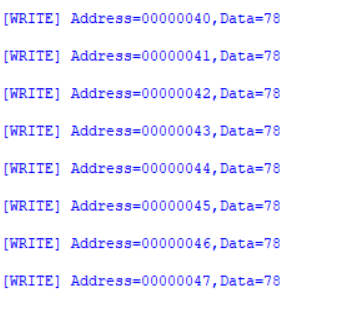 [WRITE] Address=00000040,Data=78
[WRITE] Address=00000041,Data=78
[WRITE] Address=00000042,Data=78
[WRITE] Address=00000043,Data=78
[WRITE] Address=00000044,Data=78
[WRITE] Address=00000045,Data=78
[WRITE] Address=00000046,Data=78
[WRITE] Address=00000047,Data=78